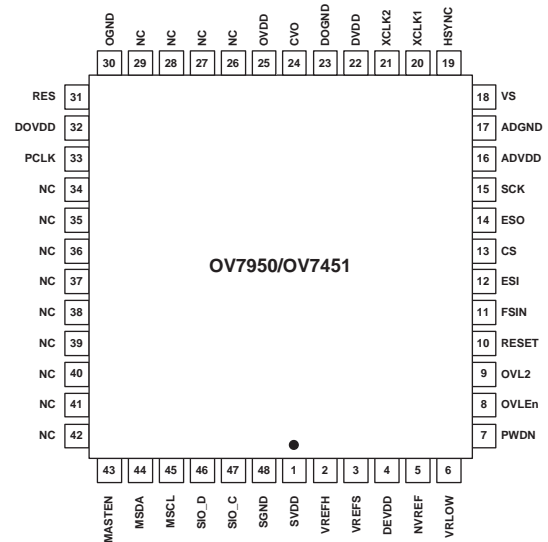 OGND
NC
NC
NC
NC
OVDD
CVO
DOGND
DVDD
XCLK2
XCLK1
HSYNC
30 29 28 27 26 25 24 23 22 21 20 19
RES 31
DOVDD 32
PCLK 33
NC 34
NC 35
NC 36
NC 37
NC 38
NC 39
NC 40
NC 41
NC 42
OV7950/OV7451
18 VS
17 ADGND
16 ADVDD
15 SCK
14 ESO
13 CS
12 ESI
11 FSIN
10 RESET
9 OVL2
8 OVLEn
7 PWDN
43 44 45 46 47 48 1 2 3 4 5 6
MASTEN
MSDA
MSCL
SIO_D
SIO_C
SGND
SVDD
VREFH
VREFS
DEVDD
NVREF
VRLOW